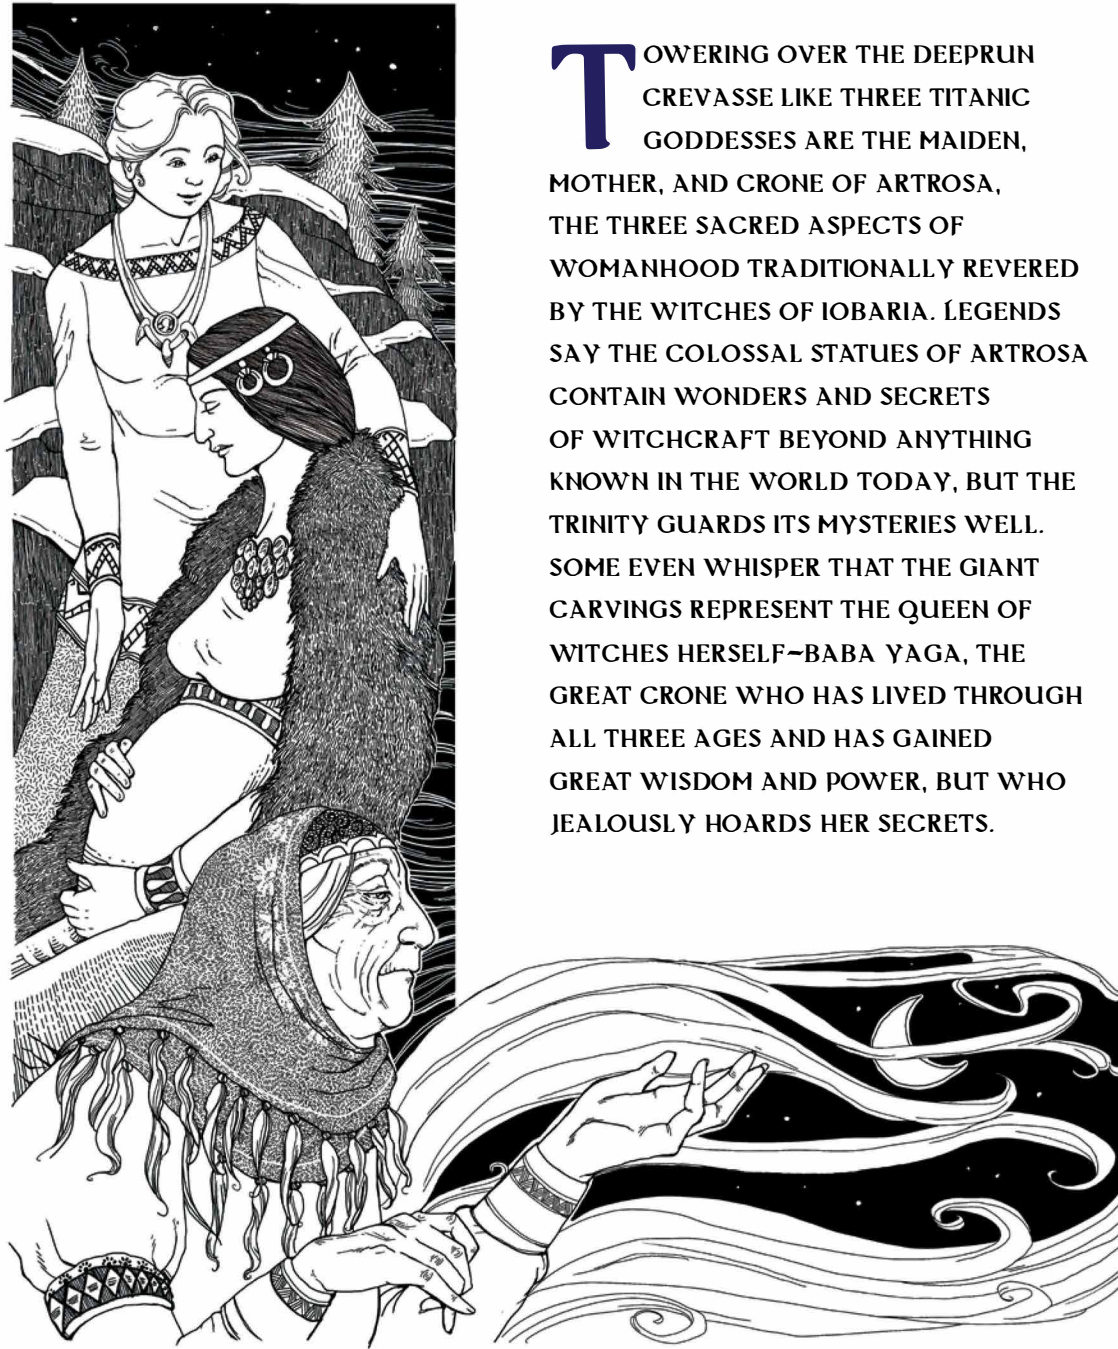 TOWERING OVER THE DEEPRUN
CREVASSE LIKE THREE TITANIC
GODDESSES ARE THE MAIDEN,
MOTHER, AND CRONE OF ARTROSA,
THE THREE SACRED ASPECTS OF
WOMANHOOD TRADITIONALLY REVERED
BY THE WITCHES OF IOBARIA. LEGENDS
SAY THE COLOSSAL STATUES OF ARTROSA
CONTAIN WONDERS AND SECRETS
OF WITCHCRAFT BEYOND ANYTHING
KNOWN IN THE WORLD TODAY, BUT THE
TRINITY GUARDS ITS MYSTERIES WELL.
SOME EVEN WHISPER THAT THE GIANT
CARVINGS REPRESENT THE QUEEN OF
WITCHES HERSELF~BABA YAGA, THE
GREAT CRONE WHO HAS LIVED THROUGH
ALL THREE AGES AND HAS GAINED
GREAT WISDOM AND POWER, BUT WHO
JEALOUSLY HOARDS HER SECRETS.